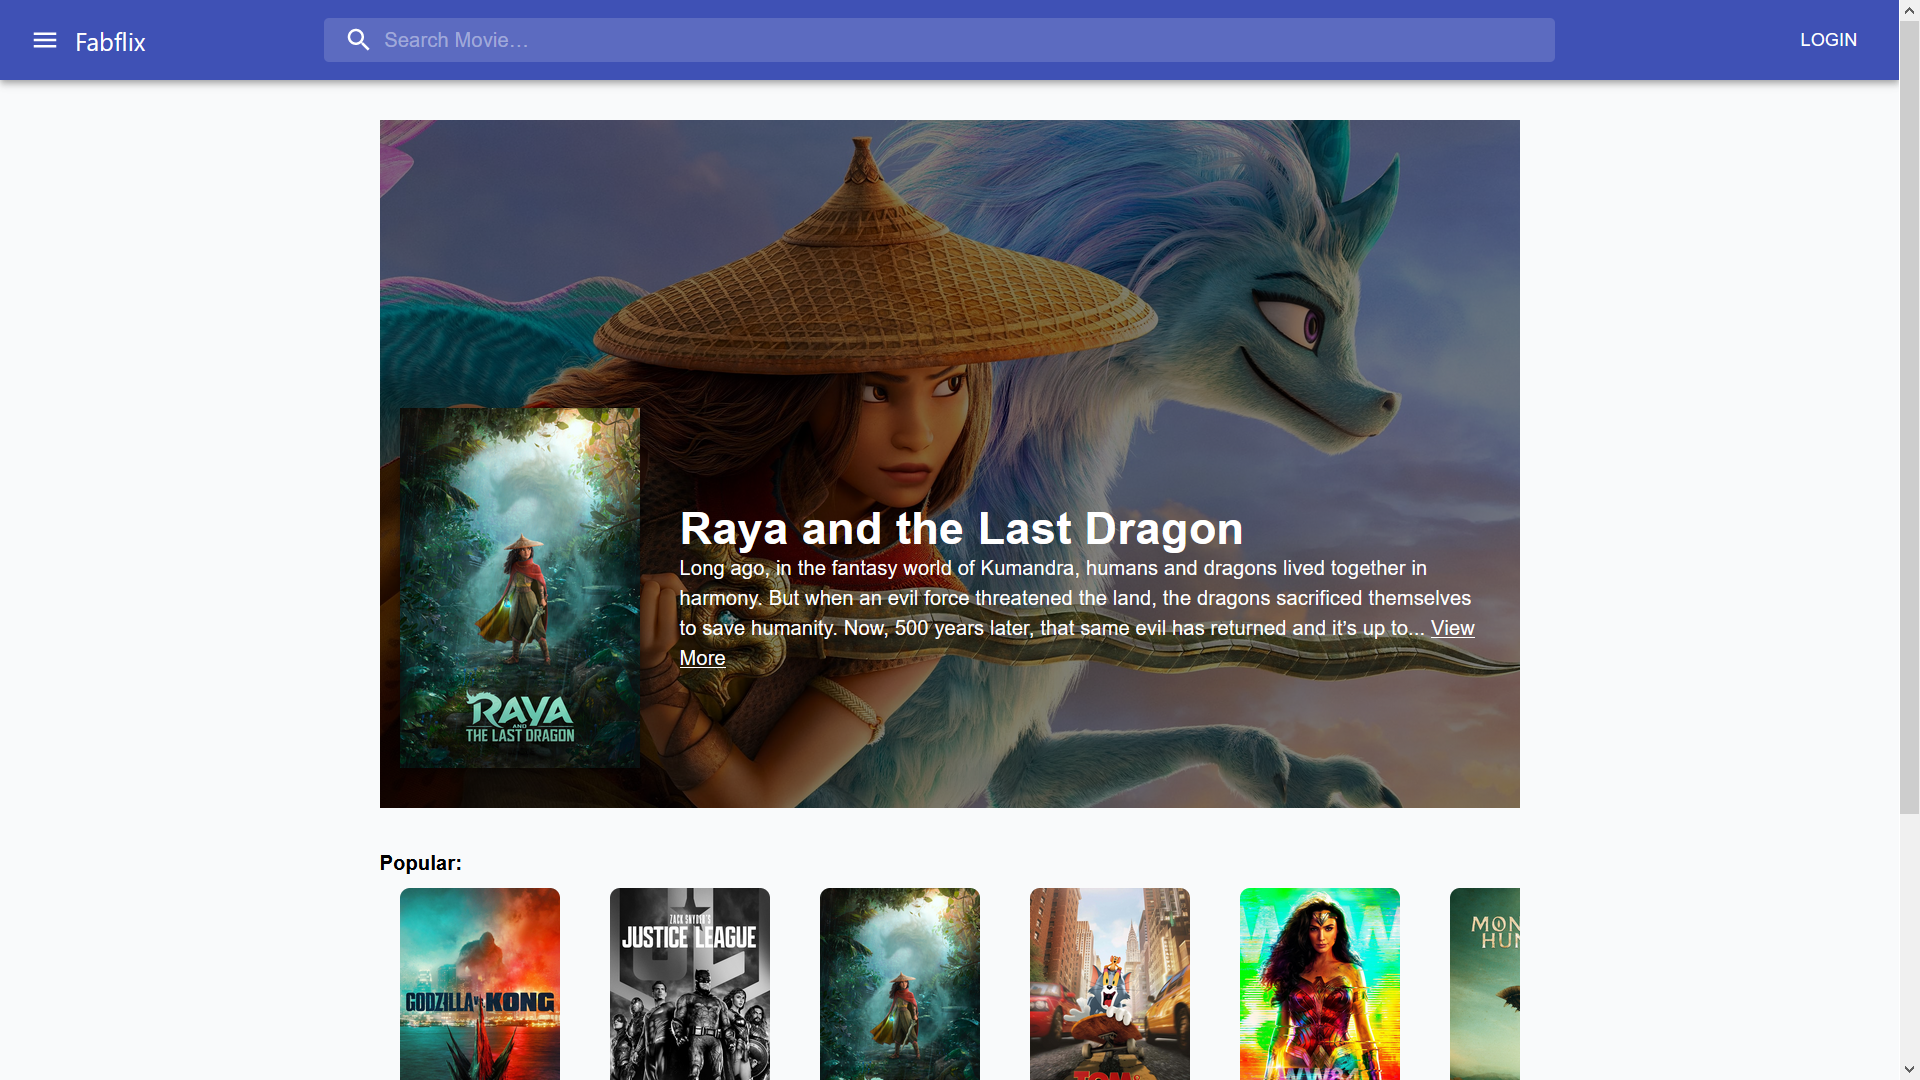 Fabflix
Search Movie...
LOGIN
Raya and the Last Dragon
Long ago, in the fantasy world of Kumandra, humans and dragons lived together in
harmony. But when an evil force threatened the land, the dragons sacrificed themselves
to save humanity. Now, 500 years later, that same evil has returned and it’s up to... View
More
RAYA
AND
THE LAST DRAGON
Popular:
GODZILLA v. KONG
ZACK SNYDER'S
JUSTICE LEAGUE
JL
TOM
WW84
MON
HUN